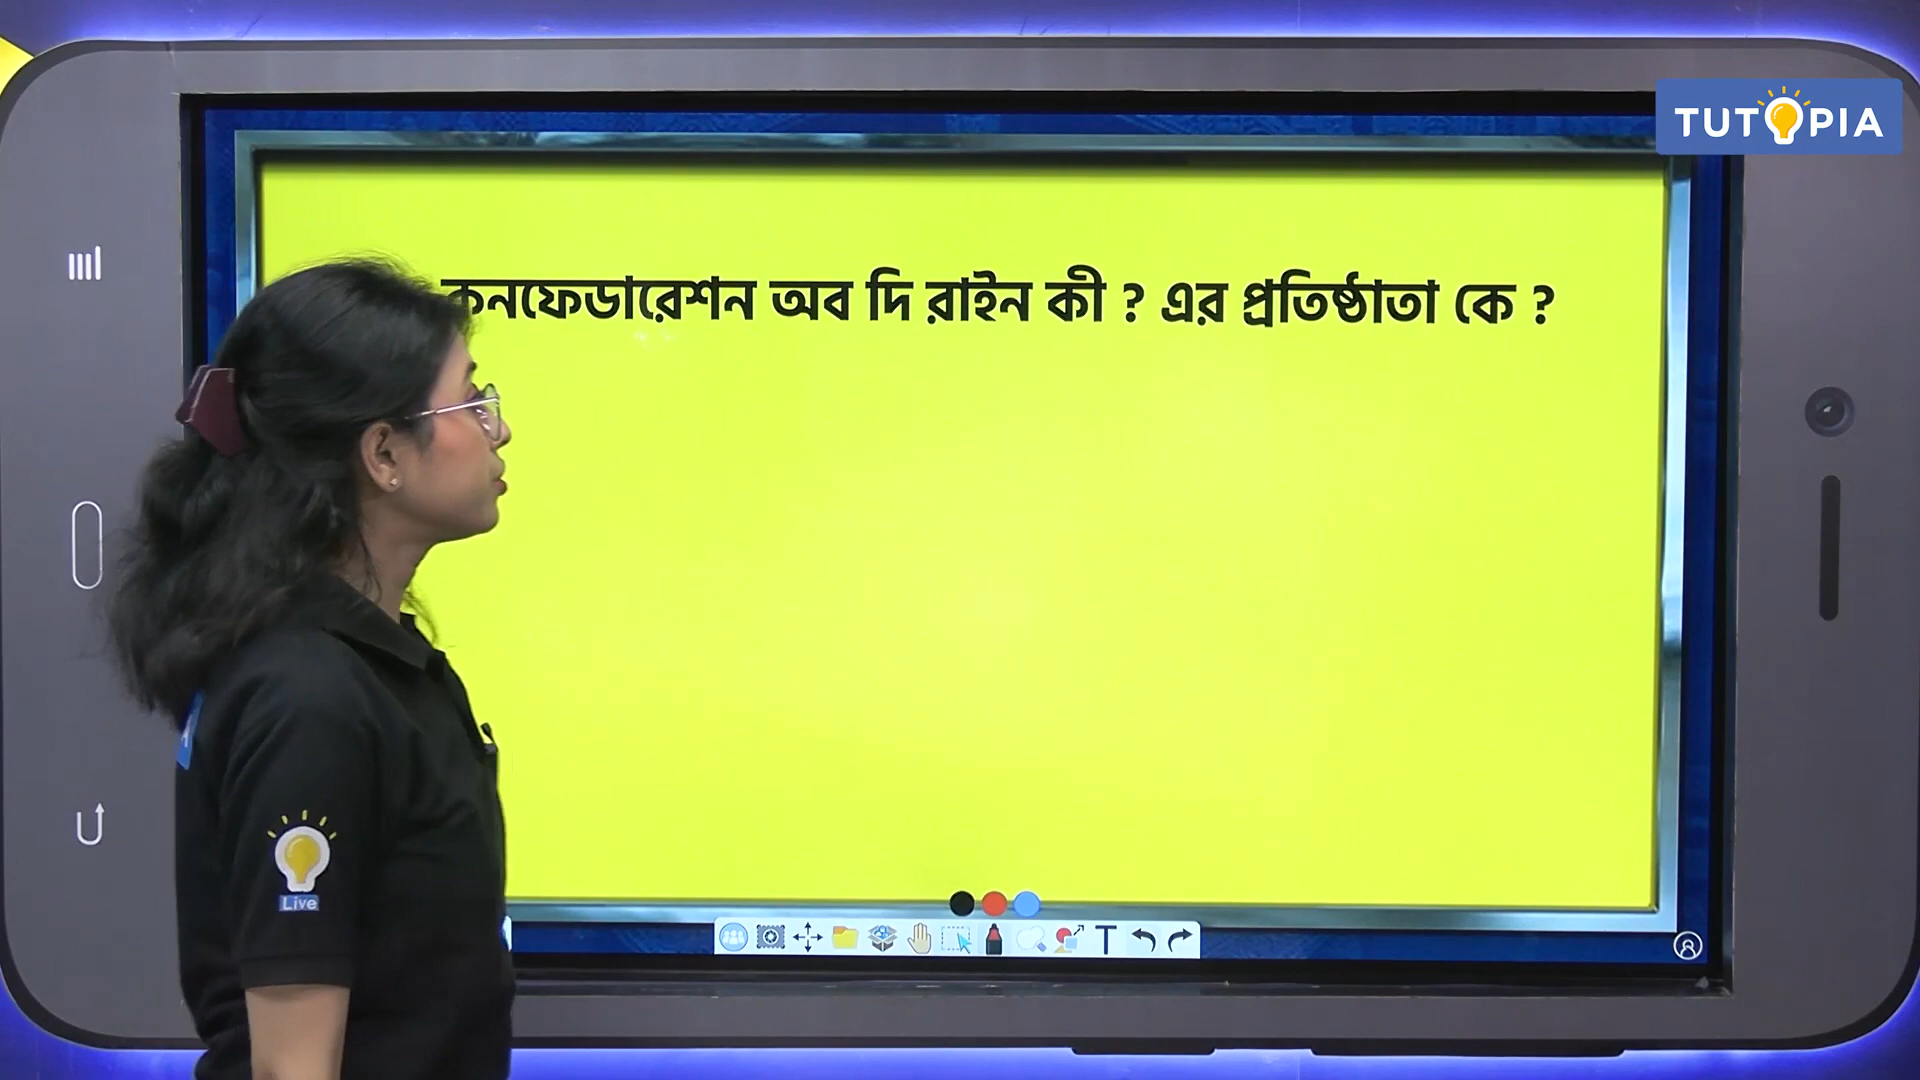 TUTOPIA
কনফেডারেশন অব দি রাইন কী ? এর প্রতিষ্ঠাতা কে ?
Live
T